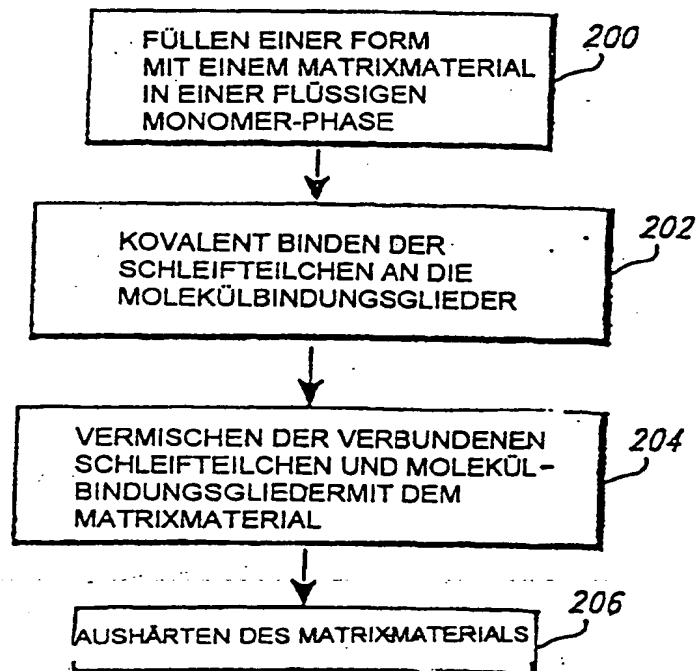 FÜLLEN EINER FORM
MIT EINEM MATRIXMATERIAL
IN EINER FLÜSSIGEN
MONOMER-PHASE
200
KOVALENT BINDEN DER
SCHLEIFTEILCHEN AN DIE
MOLEKÜLBINDUNGSGLIEDER
202
VERMISCHEN DER VERBUNDENEN
SCHLEIFTEILCHEN UND MOLEKÜL-
BINDUNGSGLIEDERMIT DEM
MATRIXMATERIAL
204
AUSHÄRTEN DES MATRIXMATERIALS
206